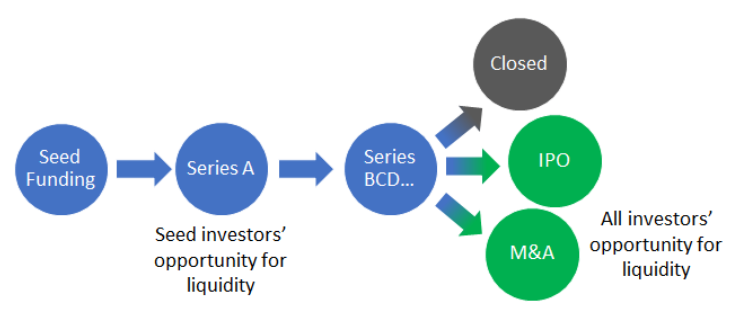 Seed
Funding
Series A
Series
BCD...
Closed
IPO
M&A
Seed investors'
opportunity for
liquidity
All investors'
opportunity for
liquidity